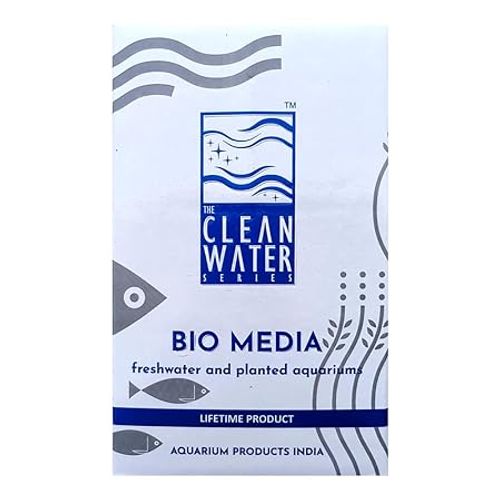 TM
THE
CLEAN
WATER
SERIES
BIO MEDIA
freshwater and planted aquariums
LIFETIME PRODUCT
AQUARIUM PRODUCTS INDIA